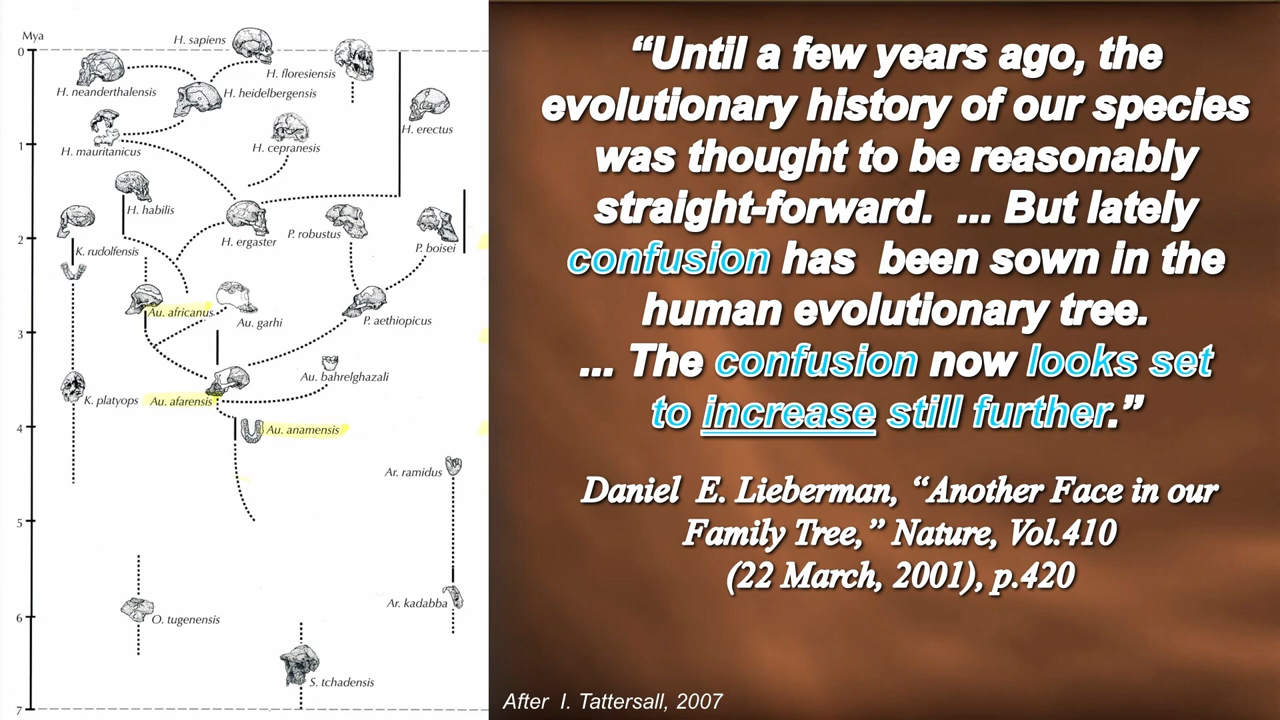 Mya
0
H. sapiens
H. floresiensis
H. neanderthalensis
H. heidelbergensis
H. erectus
1
H. mauritanicus
H. cepranesis
H. habilis
2
K. rudolfensis
H. ergaster
P. robustus
P. boisei
Au. africanus
Au. garhi
P. aethiopicus
3
Au. bahrelghazali
K. platyops
Au. afarensis
4
Au. anamensis
Ar. ramidus
5
Ar. kadabba
6
O. tugenensis
S. tchadensis
7
“Until a few years ago, the
evolutionary history of our species
was thought to be reasonably
straight-forward. ... But lately
confusion has been sown in the
human evolutionary tree.
... The confusion now looks set
to increase still further.”
Daniel E. Lieberman, “Another Face in our
Family Tree,” Nature, Vol.410
(22 March, 2001), p.420
After I. Tattersall, 2007